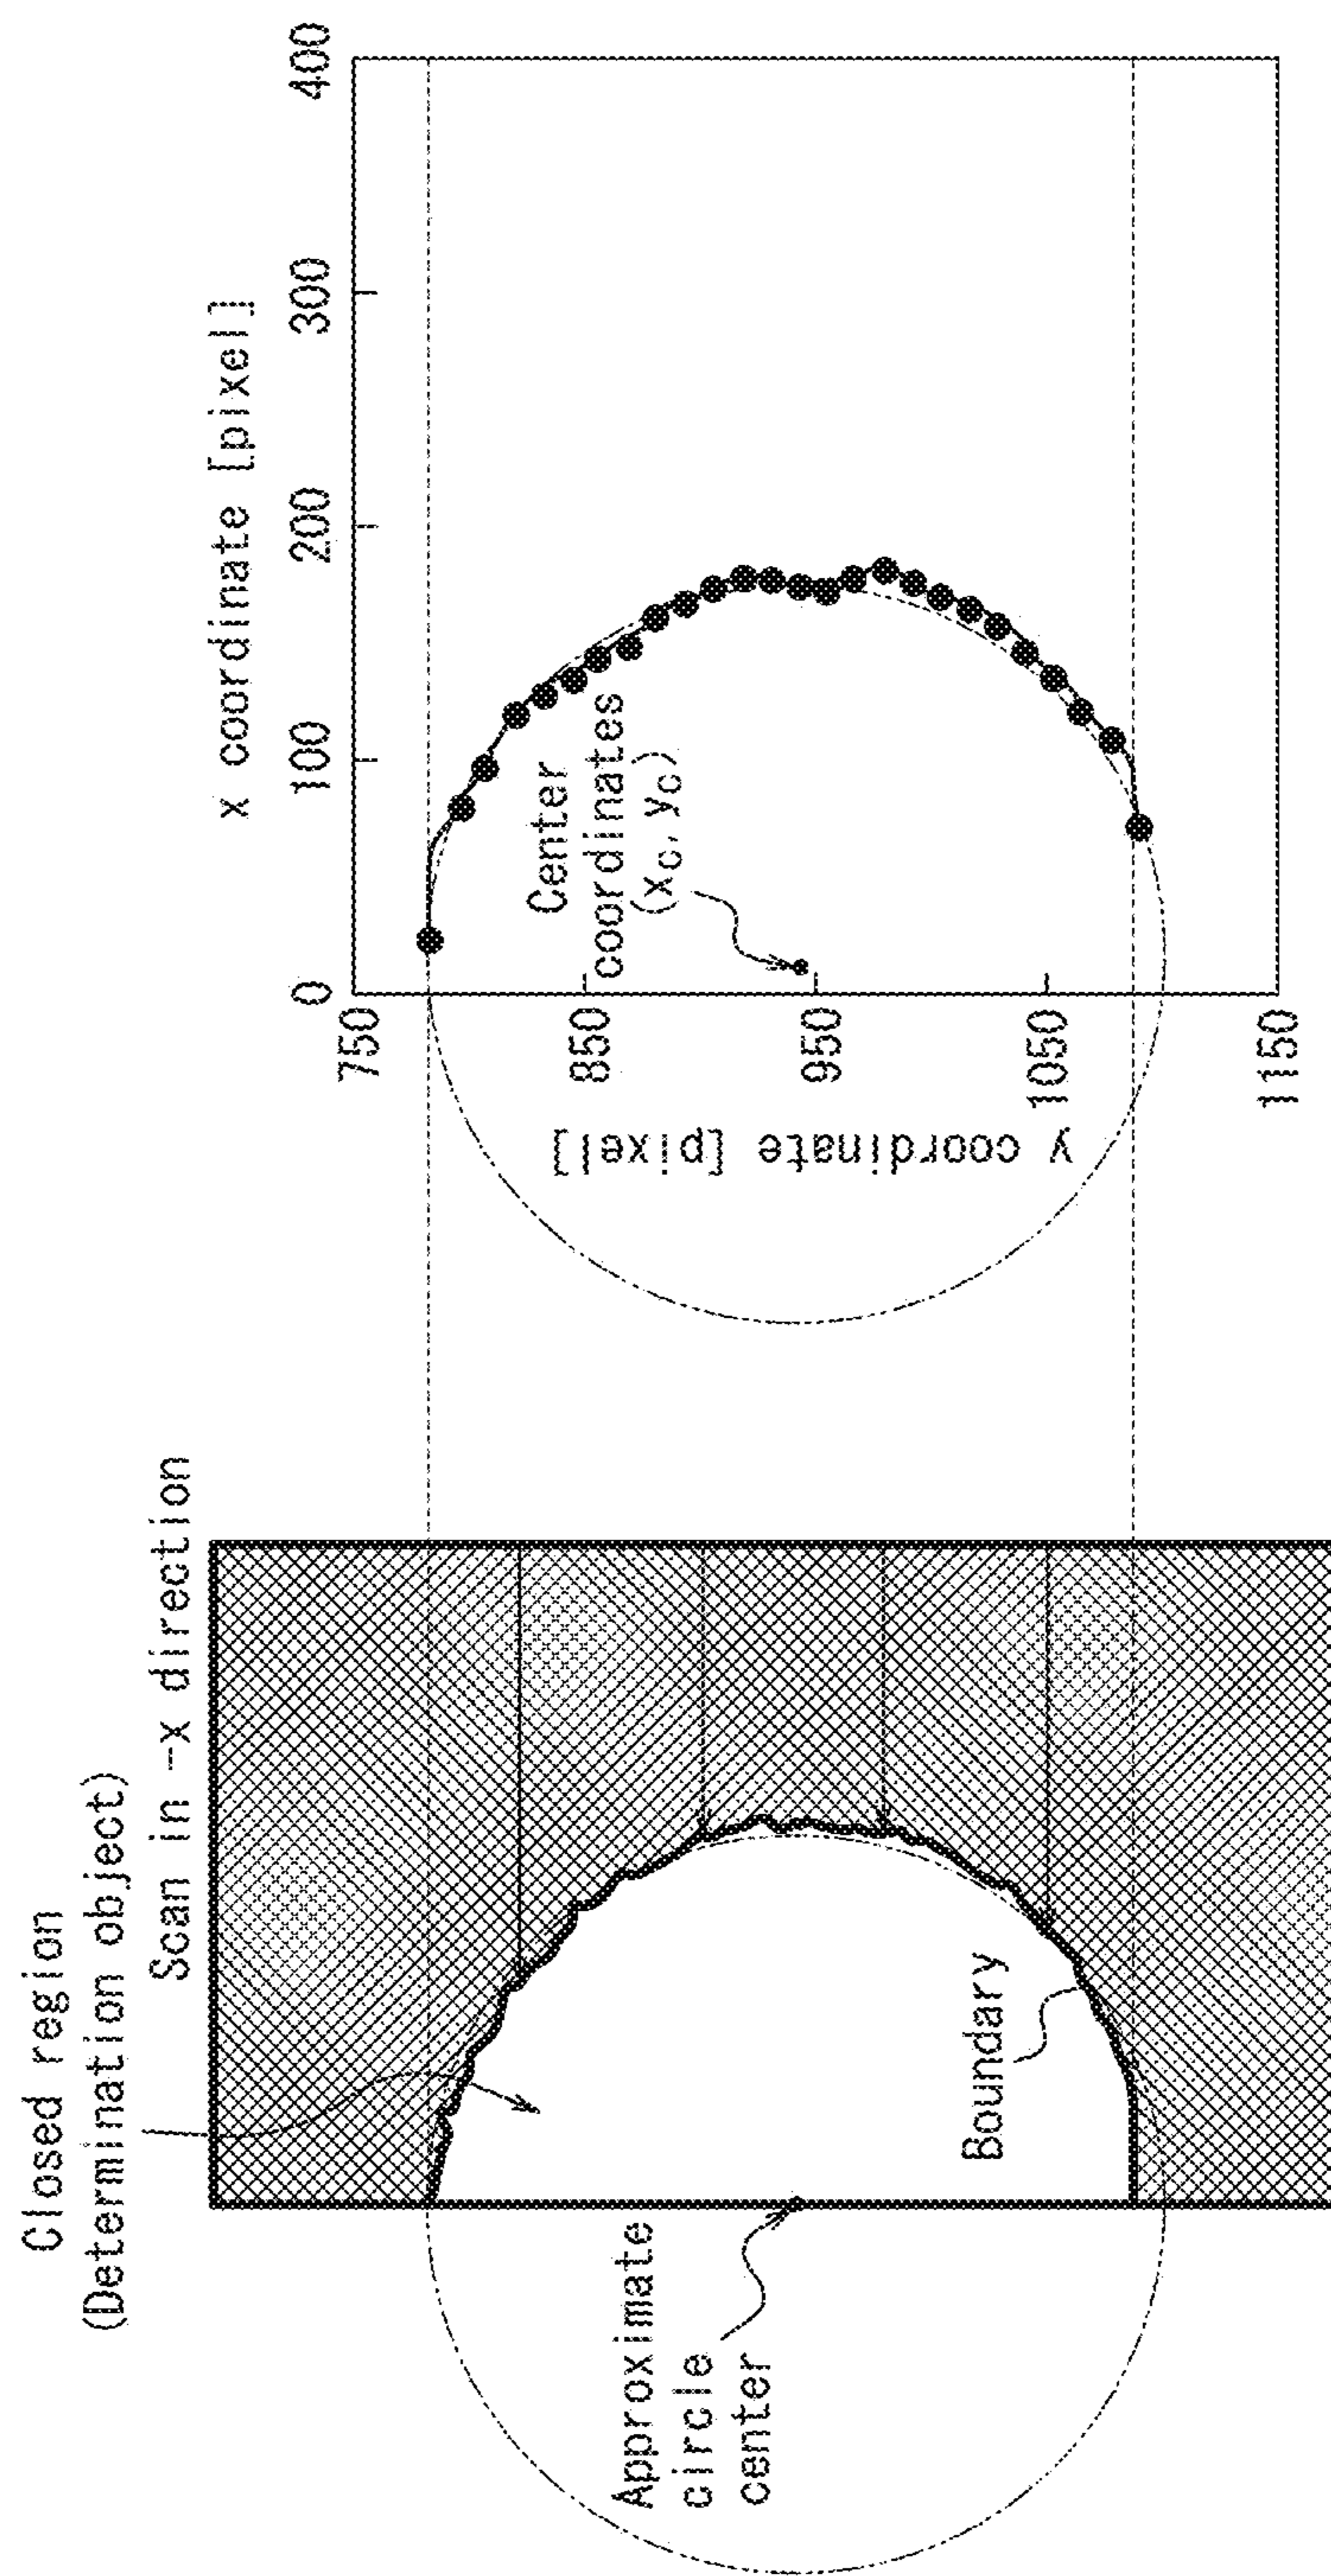 Closed region
(Determination object)
Scan in -x direction
Approximate
circle
center
Boundary
x coordinate [pixel]
0
100
200
300
400
y coordinate [pixel]
750
850
950
1050
1150
Center
coordinates
(xc, yc)